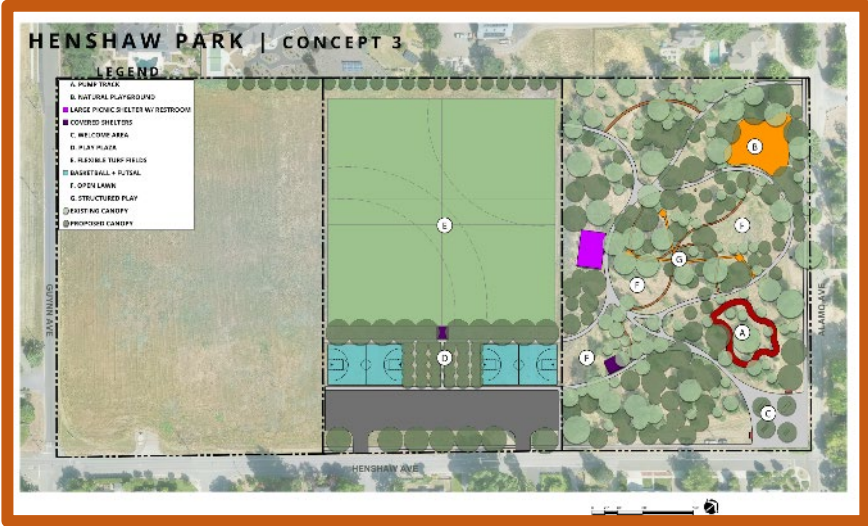 HENSHAW PARK | CONCEPT 3
LEGEND
A. PUMP TRACK
B. NATURAL PLAYGROUND
LARGE PICNIC SHELTER W/ RESTROOM
COVERED SHELTERS
C. WELCOME AREA
D. PLAY PLAZA
E. FLEXIBLE TURF FIELDS
BASKETBALL + FUTSAL
F. OPEN LAWN
G. STRUCTURED PLAY
EXISTING CANOPY
PROPOSED CANOPY
B
E
F
G
F
A
F
D
C
GUYNN AVE
ALAMO AVE
HENSHAW AVE